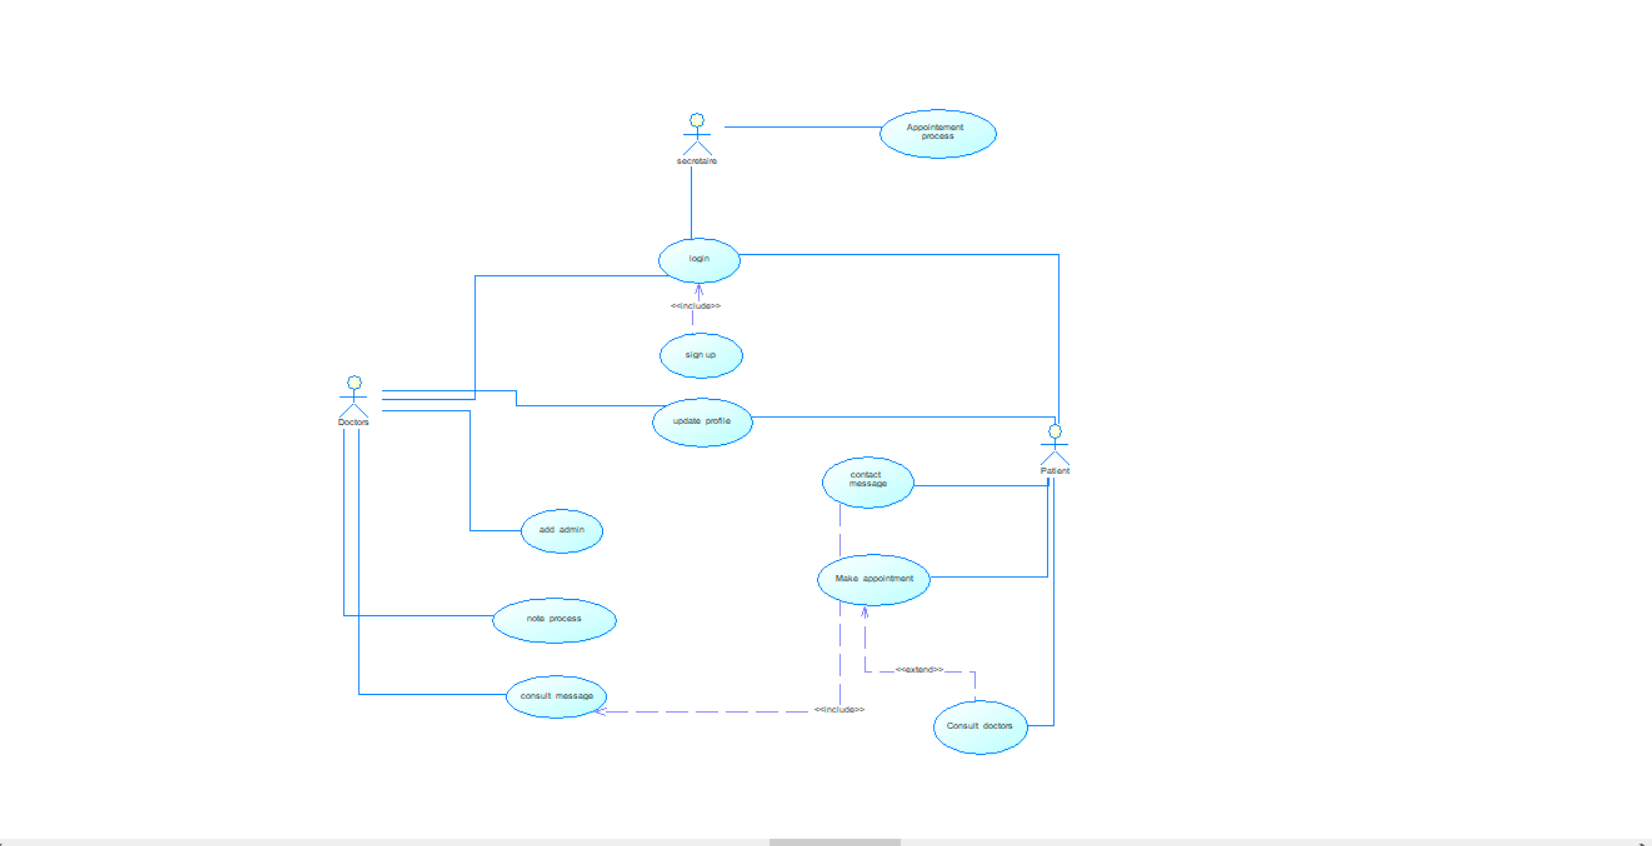 Appointement
process
secretaire
login
<<include>>
sign up
Doctors
update profile
Patient
contact
message
add admin
Make appointment
note process
<<extend>>
consult message
<<include>>
Consult doctors